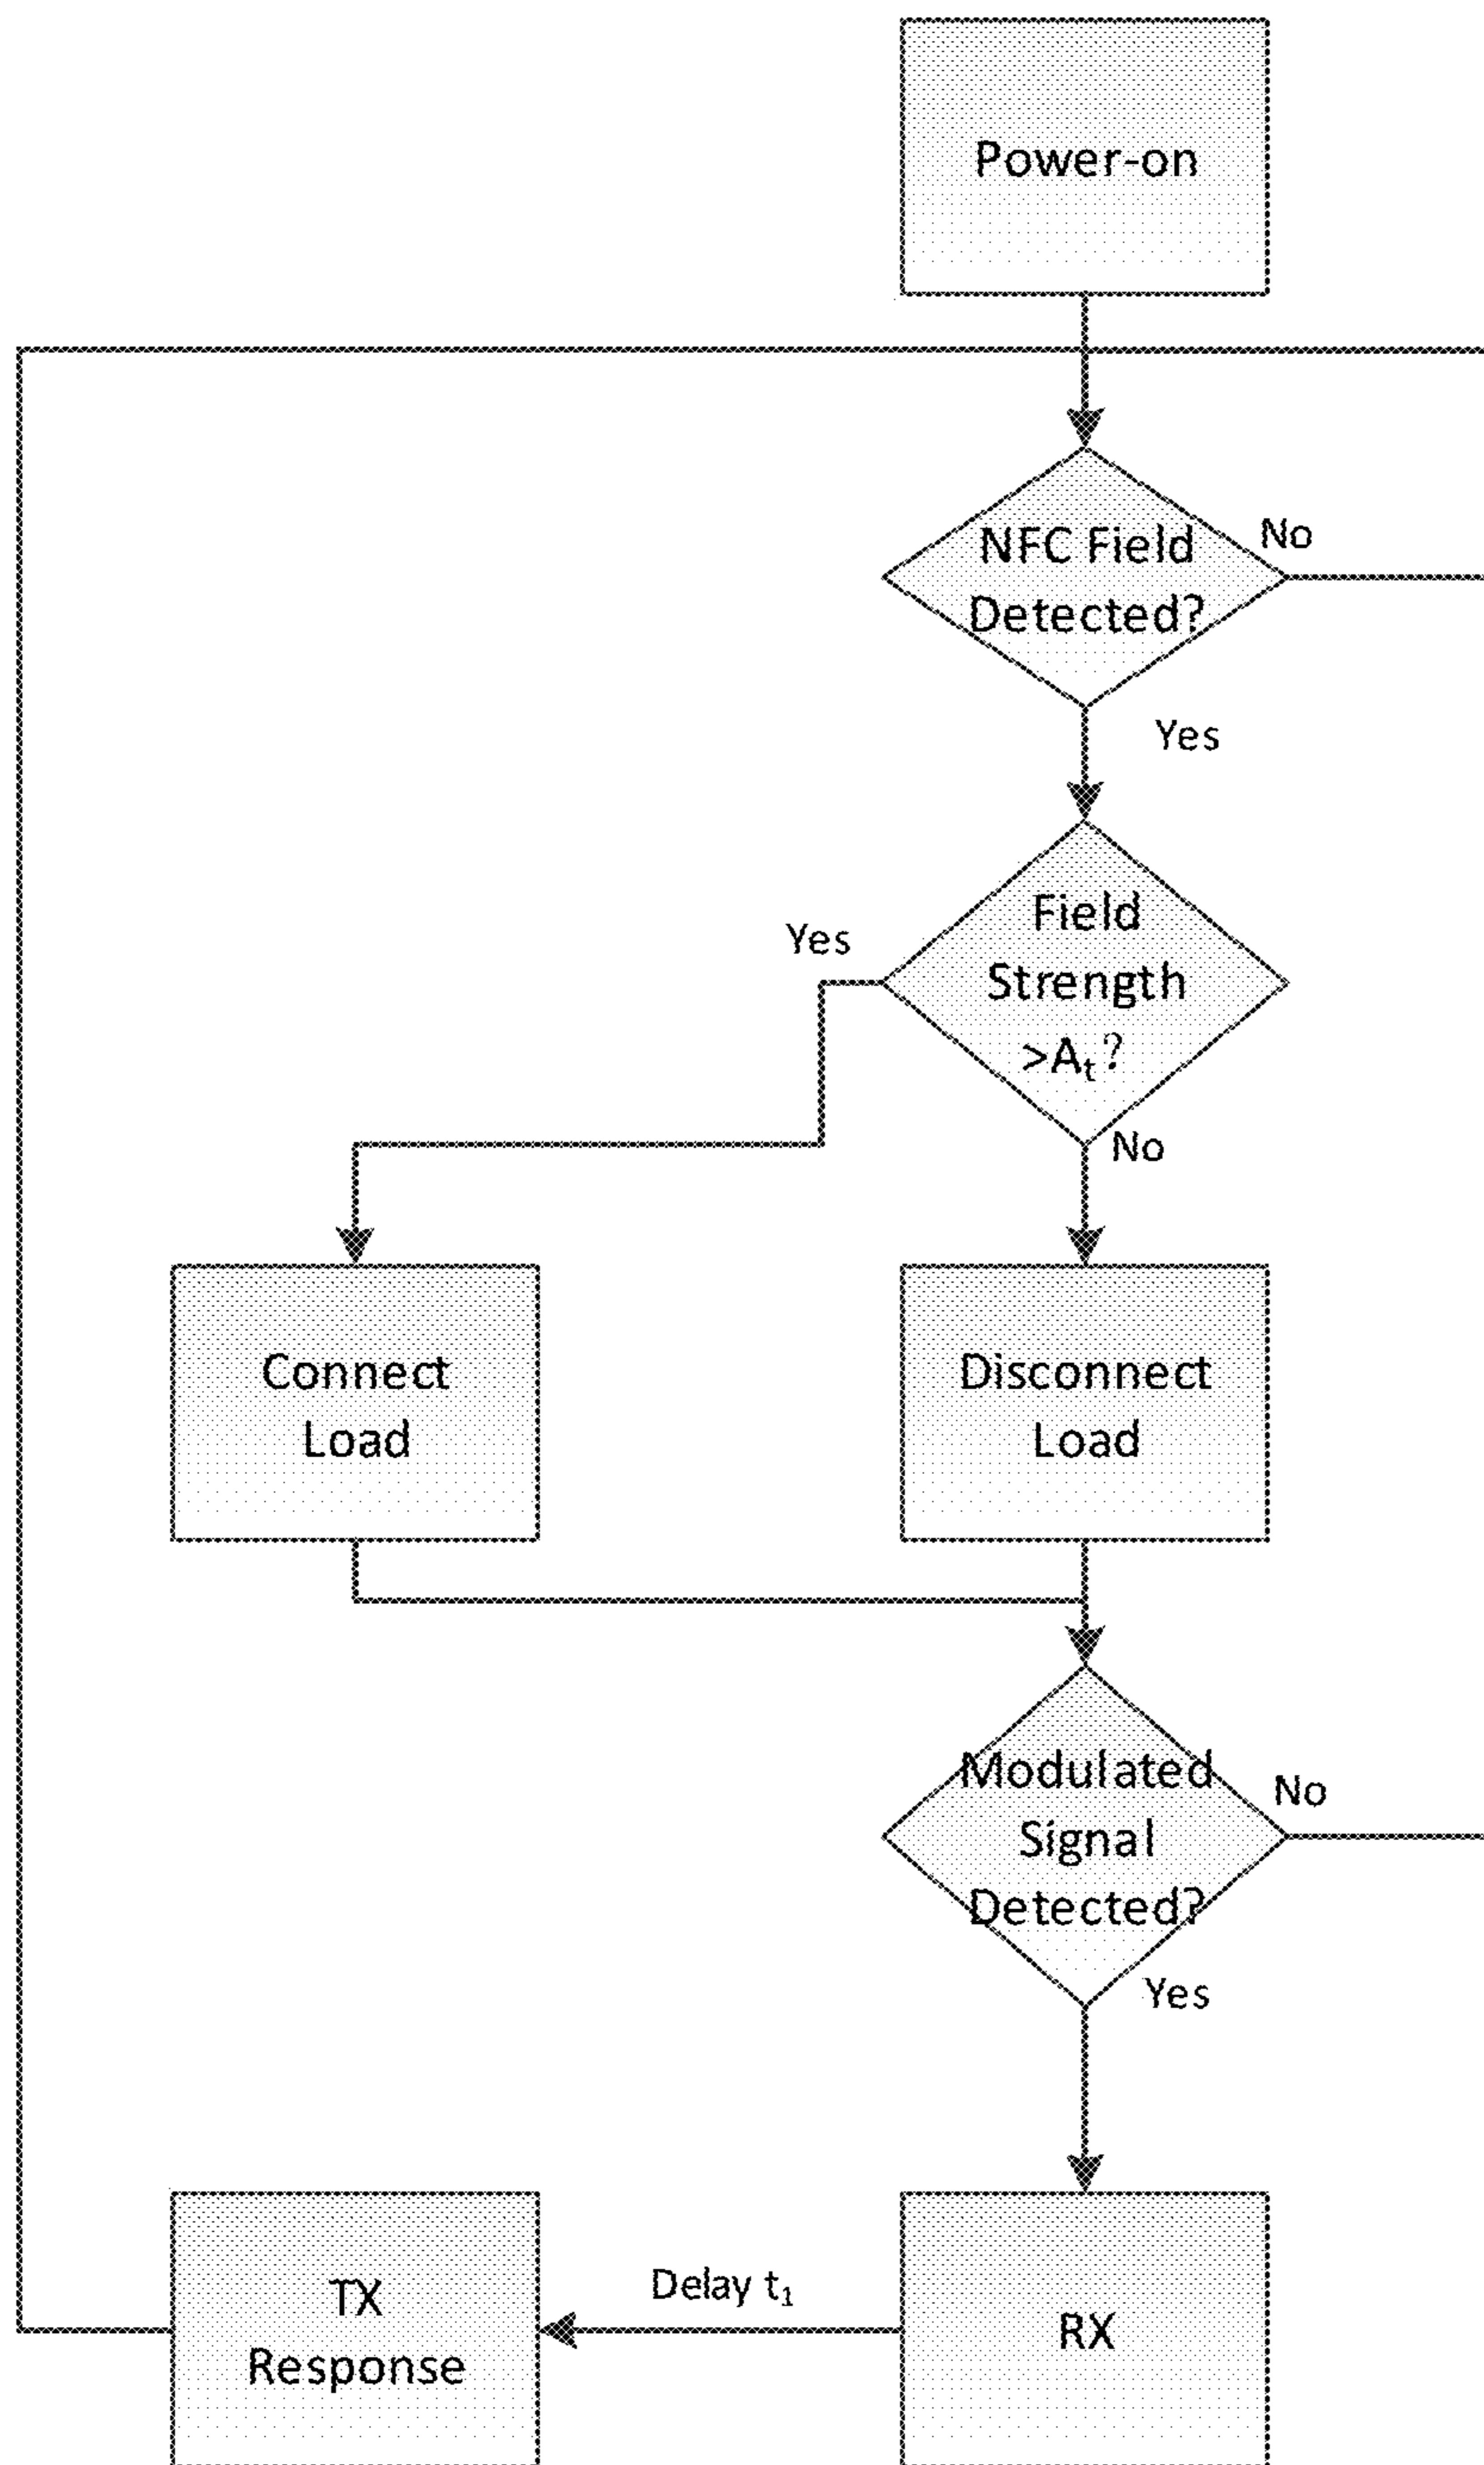 Power-on
NFC Field
Detected?
No
Yes
Field
Strength
>Aₜ?
Yes
No
Connect
Load
Disconnect
Load
Modulated
Signal
Detected?
No
Yes
TX
Response
Delay t₁
RX